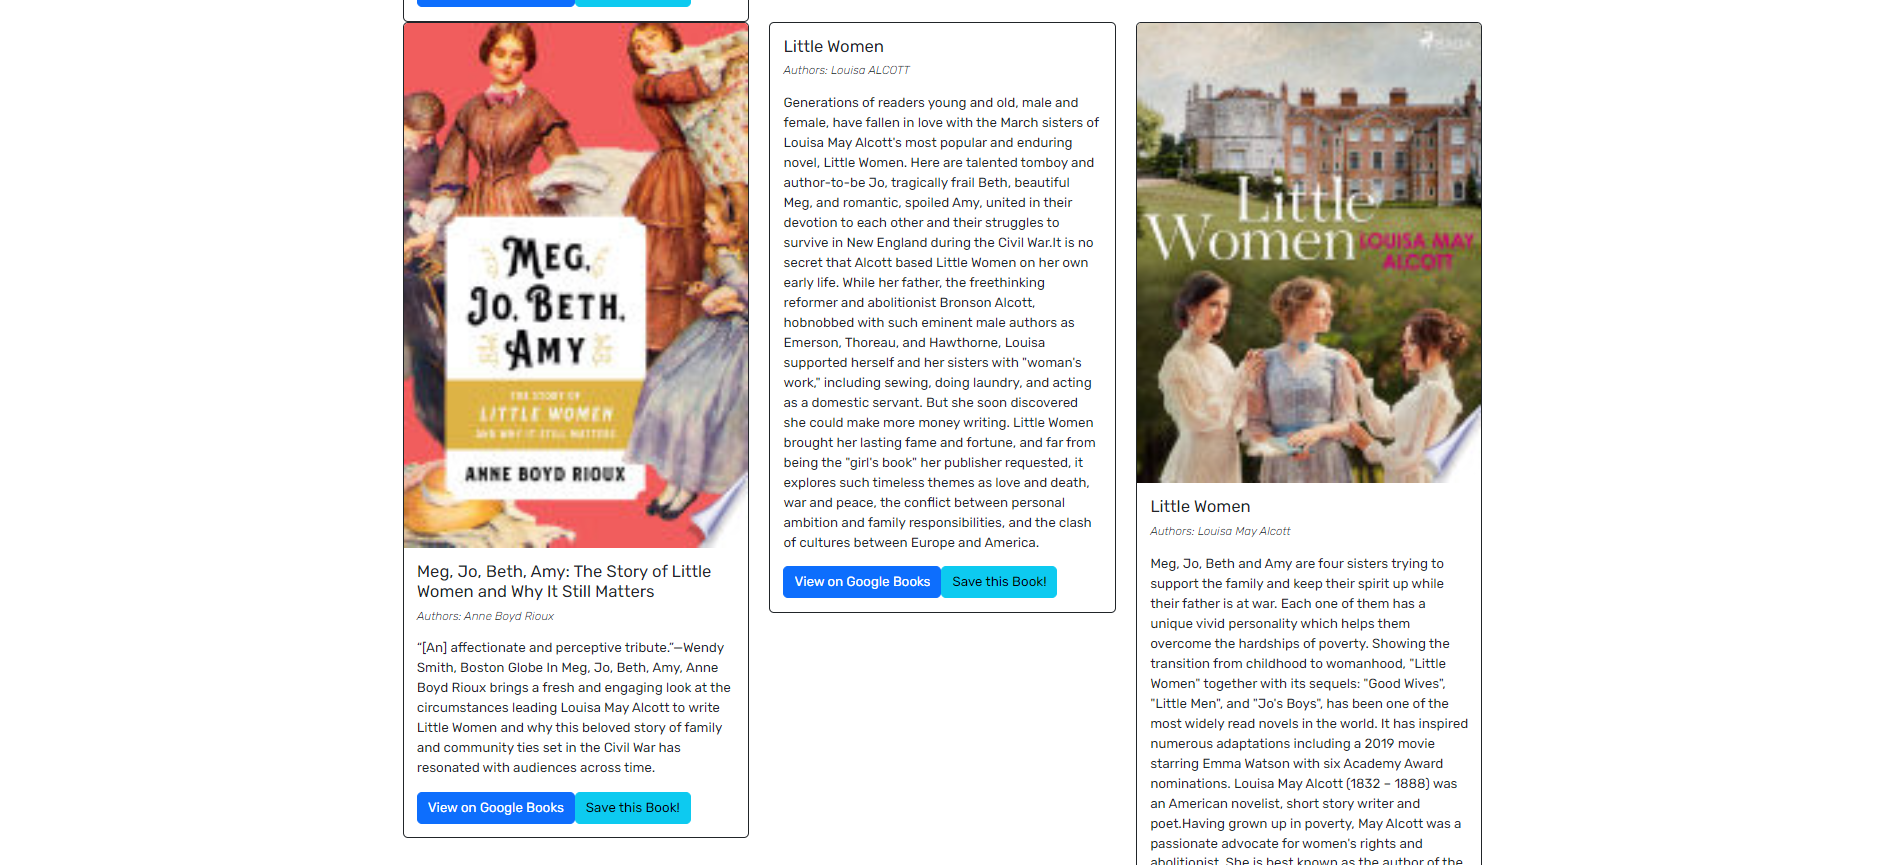 MEG,
JO, BETH,
AMY
THE STORY OF
LITTLE WOMEN
AND WHY IT STILL MATTERS
ANNE BOYD RIOUX
Meg, Jo, Beth, Amy: The Story of Little
Women and Why It Still Matters
Authors: Anne Boyd Rioux
“[An] affectionate and perceptive tribute.”—Wendy
Smith, Boston Globe In Meg, Jo, Beth, Amy, Anne
Boyd Rioux brings a fresh and engaging look at the
circumstances leading Louisa May Alcott to write
Little Women and why this beloved story of family
and community ties set in the Civil War has
resonated with audiences across time.
View on Google Books
Save this Book!
Little Women
Authors: Louisa ALCOTT
Generations of readers young and old, male and
female, have fallen in love with the March sisters of
Louisa May Alcott's most popular and enduring
novel, Little Women. Here are talented tomboy and
author-to-be Jo, tragically frail Beth, beautiful
Meg, and romantic, spoiled Amy, united in their
devotion to each other and their struggles to
survive in New England during the Civil War.It is no
secret that Alcott based Little Women on her own
early life. While her father, the freethinking
reformer and abolitionist Bronson Alcott,
hobnobbed with such eminent male authors as
Emerson, Thoreau, and Hawthorne, Louisa
supported herself and her sisters with "woman's
work," including sewing, doing laundry, and acting
as a domestic servant. But she soon discovered
she could make more money writing. Little Women
brought her lasting fame and fortune, and far from
being the "girl's book" her publisher requested, it
explores such timeless themes as love and death,
war and peace, the conflict between personal
ambition and family responsibilities, and the clash
of cultures between Europe and America.
View on Google Books
Save this Book!
SAGA
Little
Women
LOUISA MAY
ALCOTT
Little Women
Authors: Louisa May Alcott
Meg, Jo, Beth and Amy are four sisters trying to
support the family and keep their spirit up while
their father is at war. Each one of them has a
unique vivid personality which helps them
overcome the hardships of poverty. Showing the
transition from childhood to womanhood, "Little
Women" together with its sequels: "Good Wives",
"Little Men", and "Jo's Boys", has been one of the
most widely read novels in the world. It has inspired
numerous adaptations including a 2019 movie
starring Emma Watson with six Academy Award
nominations. Louisa May Alcott (1832 – 1888) was
an American novelist, short story writer and
poet.Having grown up in poverty, May Alcott was a
passionate advocate for women's rights and
abolitionist. She is best known as the author of the